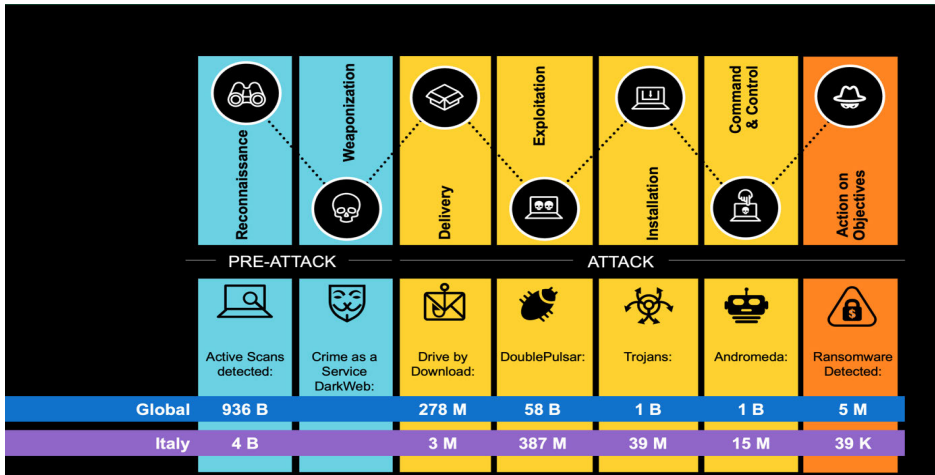 Reconnaissance
Weaponization
Delivery
Exploitation
Installation
Command
& Control
Action on
Objectives
PRE-ATTACK
ATTACK
Active Scans
detected:
Crime as a
Service
DarkWeb:
Drive by
Download:
DoublePulsar:
Trojans:
Andromeda:
Ransomware
Detected:
Global 936 B 278 M 58 B 1 B 1 B 5 M
Italy 4 B 3 M 387 M 39 M 15 M 39 K